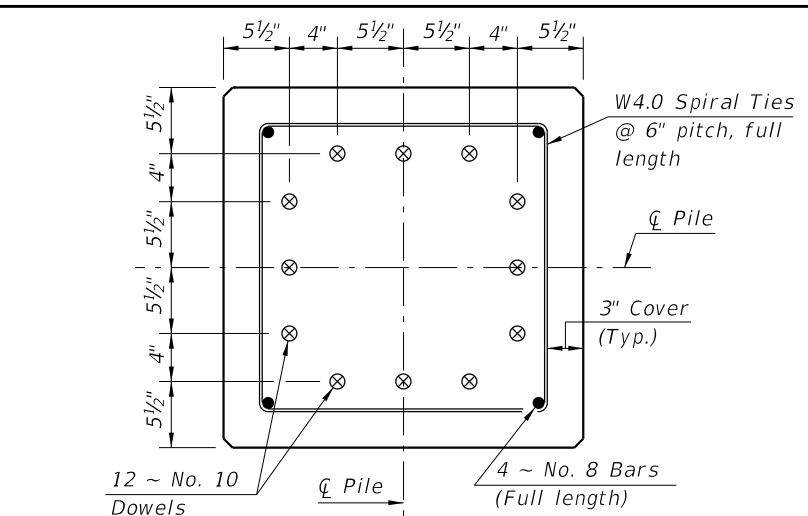 5½" 4" 5½" 5½" 4" 5½"
5½"
4"
5½"
5½"
4"
5½"
W4.0 Spiral Ties
@ 6" pitch, full
length
℄ Pile
3" Cover
(Typ.)
12 ~ No. 10
Dowels
℄ Pile
4 ~ No. 8 Bars
(Full length)